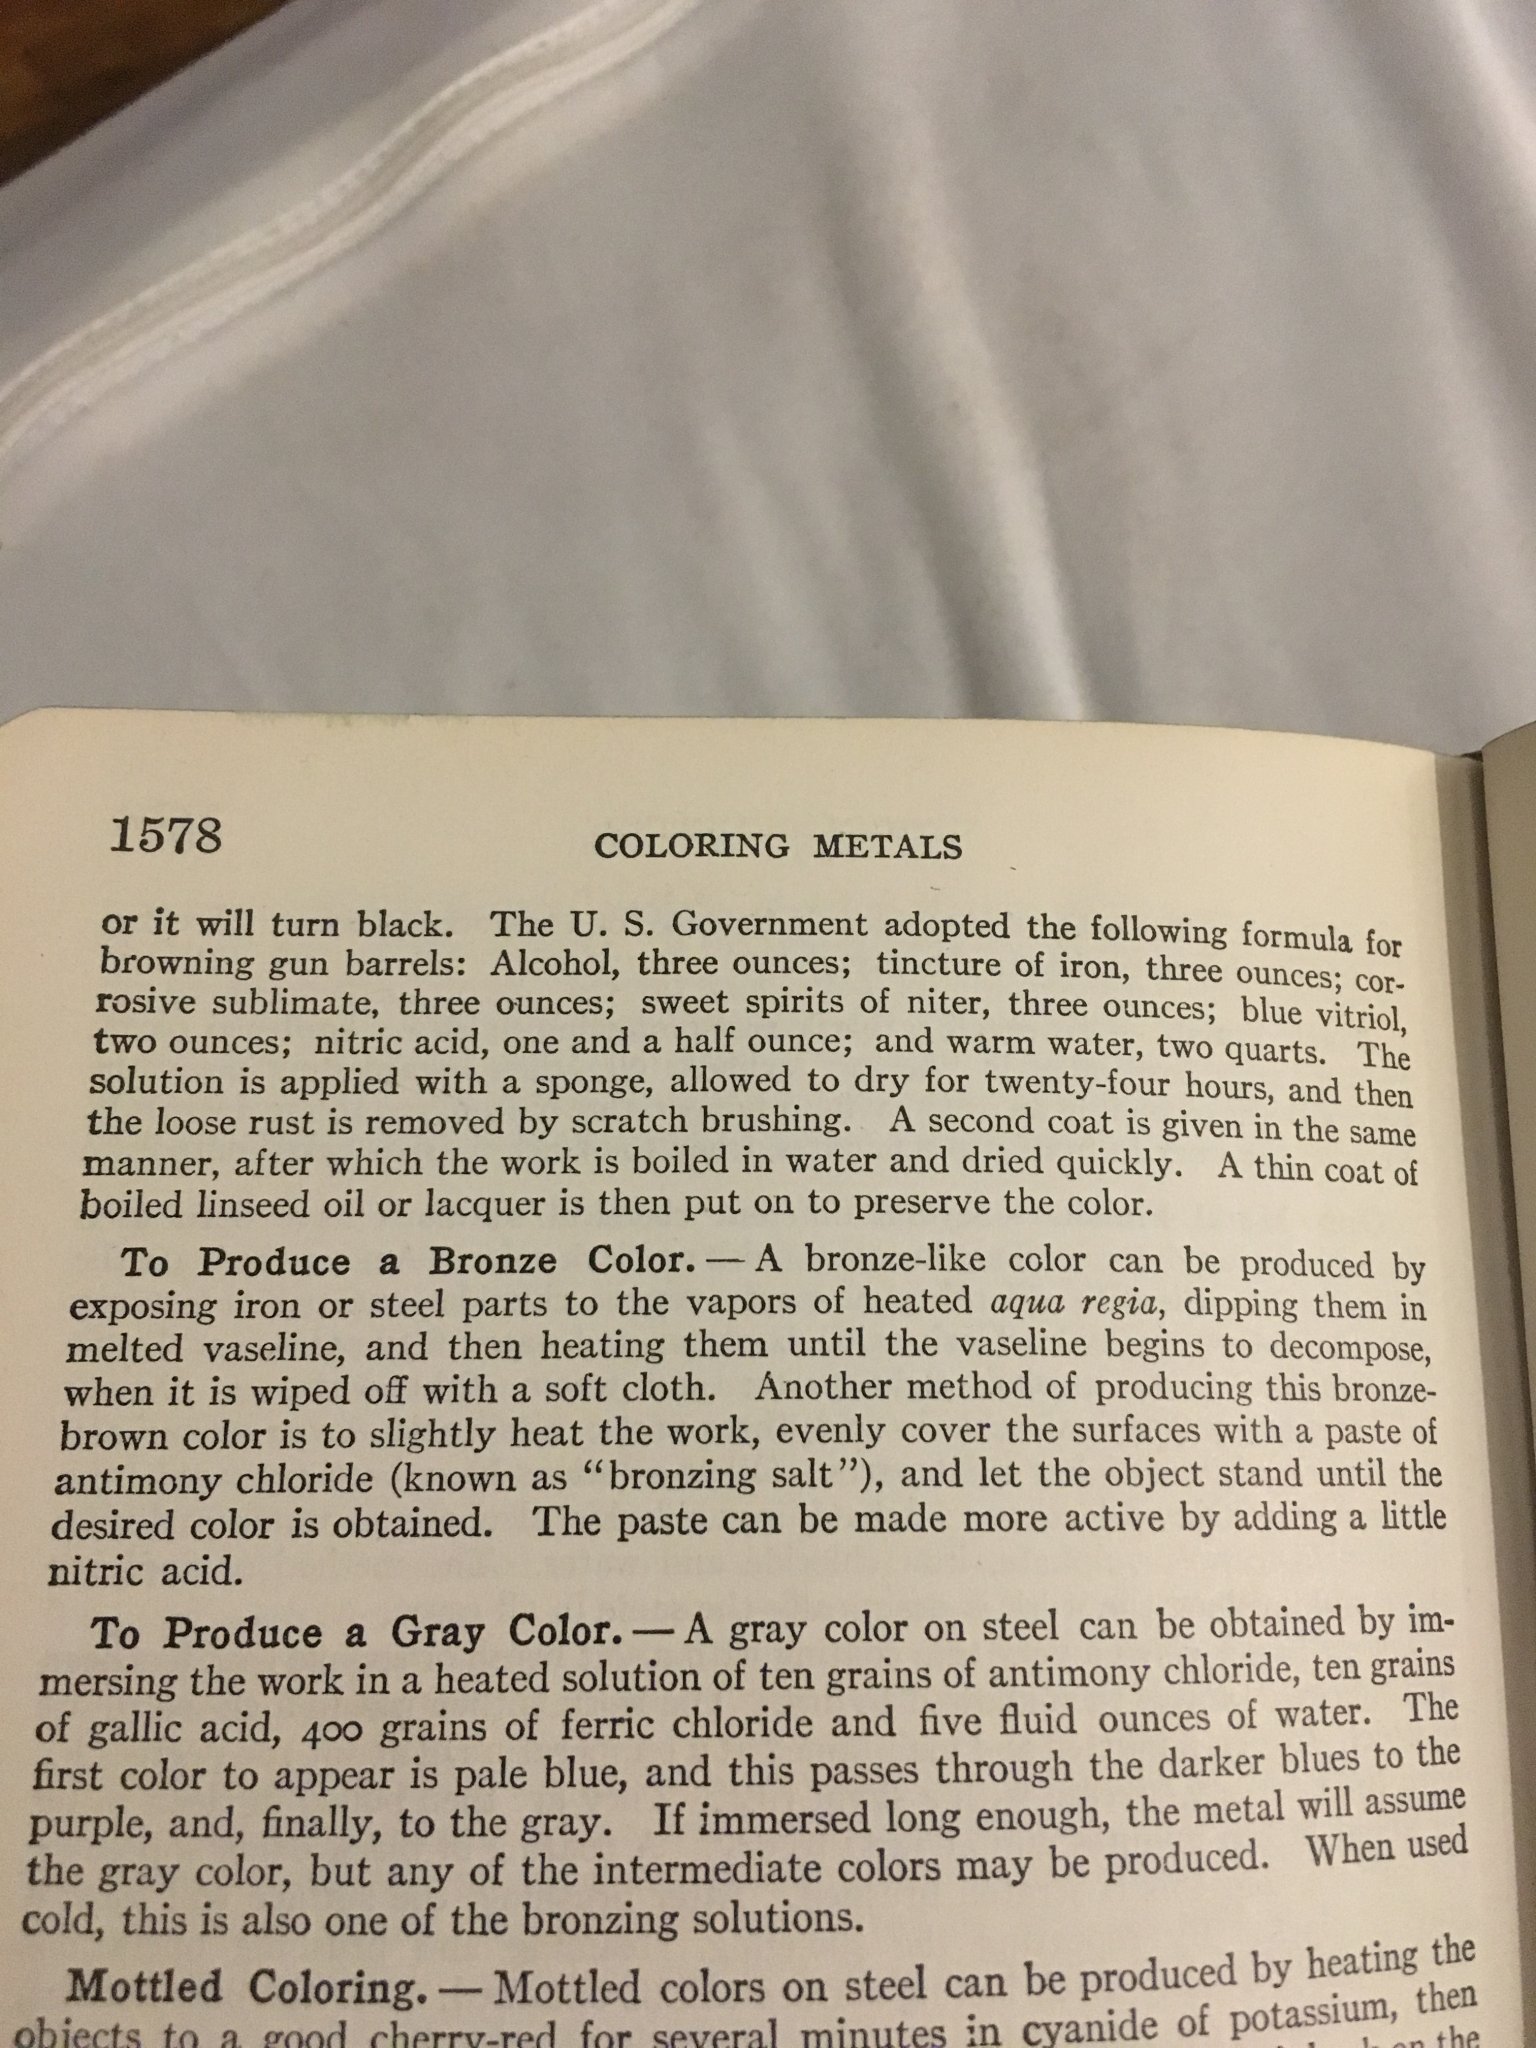 1578 COLORING METALS
or it will turn black. The U. S. Government adopted the following formula for
browning gun barrels: Alcohol, three ounces; tincture of iron, three ounces; cor-
rosive sublimate, three ounces; sweet spirits of niter, three ounces; blue vitriol,
two ounces; nitric acid, one and a half ounce; and warm water, two quarts. The
solution is applied with a sponge, allowed to dry for twenty-four hours, and then
the loose rust is removed by scratch brushing. A second coat is given in the same
manner, after which the work is boiled in water and dried quickly. A thin coat of
boiled linseed oil or lacquer is then put on to preserve the color.
To Produce a Bronze Color. — A bronze-like color can be produced by
exposing iron or steel parts to the vapors of heated aqua regia, dipping them in
melted vaseline, and then heating them until the vaseline begins to decompose,
when it is wiped off with a soft cloth. Another method of producing this bronze-
brown color is to slightly heat the work, evenly cover the surfaces with a paste of
antimony chloride (known as “bronzing salt”), and let the object stand until the
desired color is obtained. The paste can be made more active by adding a little
nitric acid.
To Produce a Gray Color. — A gray color on steel can be obtained by im-
mersing the work in a heated solution of ten grains of antimony chloride, ten grains
of gallic acid, 400 grains of ferric chloride and five fluid ounces of water. The
first color to appear is pale blue, and this passes through the darker blues to the
purple, and, finally, to the gray. If immersed long enough, the metal will assume
the gray color, but any of the intermediate colors may be produced. When used
cold, this is also one of the bronzing solutions.
Mottled Coloring. — Mottled colors on steel can be produced by heating the
objects to a good cherry-red for several minutes in cyanide of potassium, then
on the